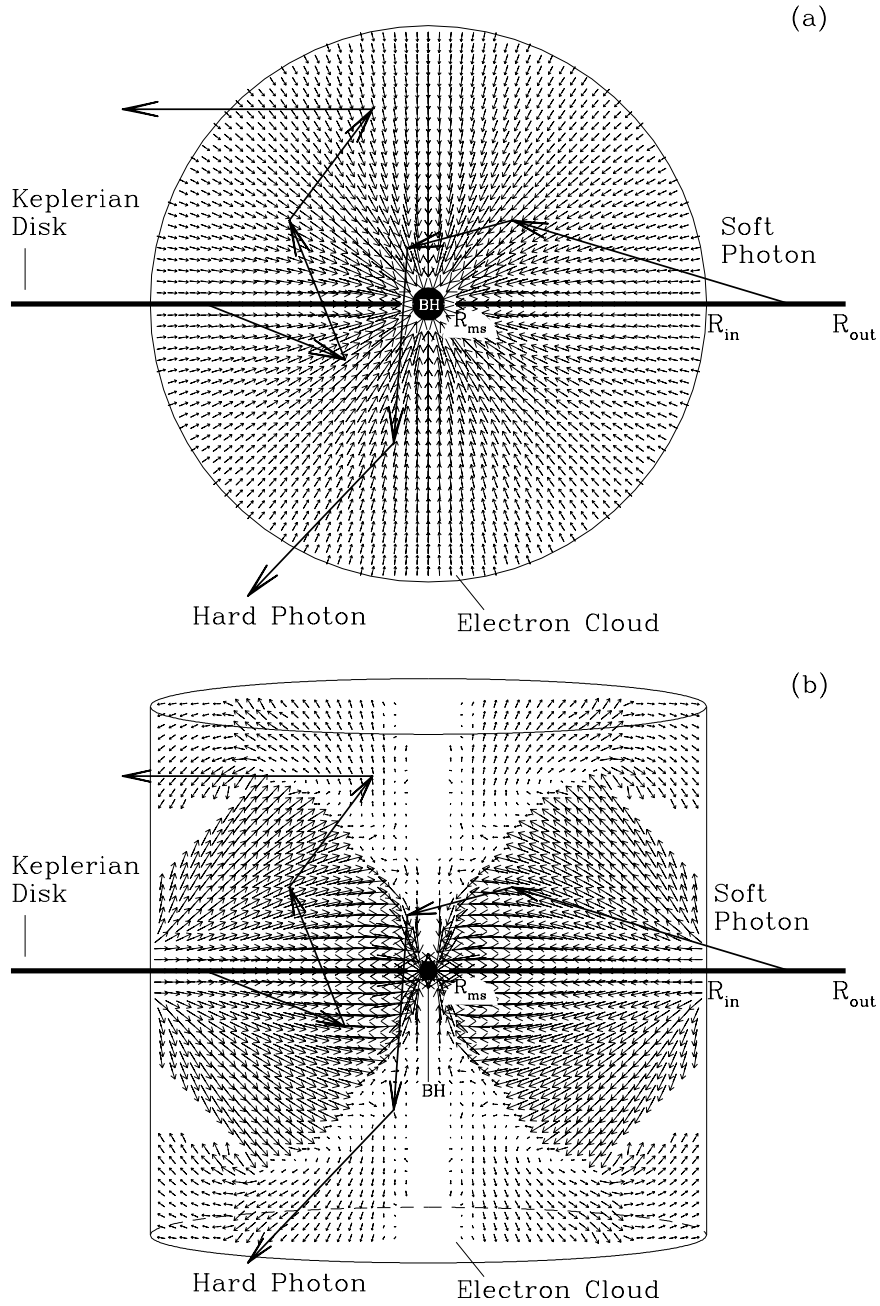 (a)
Keplerian
Disk
Soft
Photon
BH
R_ms
R_in
R_out
Hard Photon
Electron Cloud
(b)
Keplerian
Disk
Soft
Photon
R_ms
R_in
R_out
BH
Hard Photon
Electron Cloud